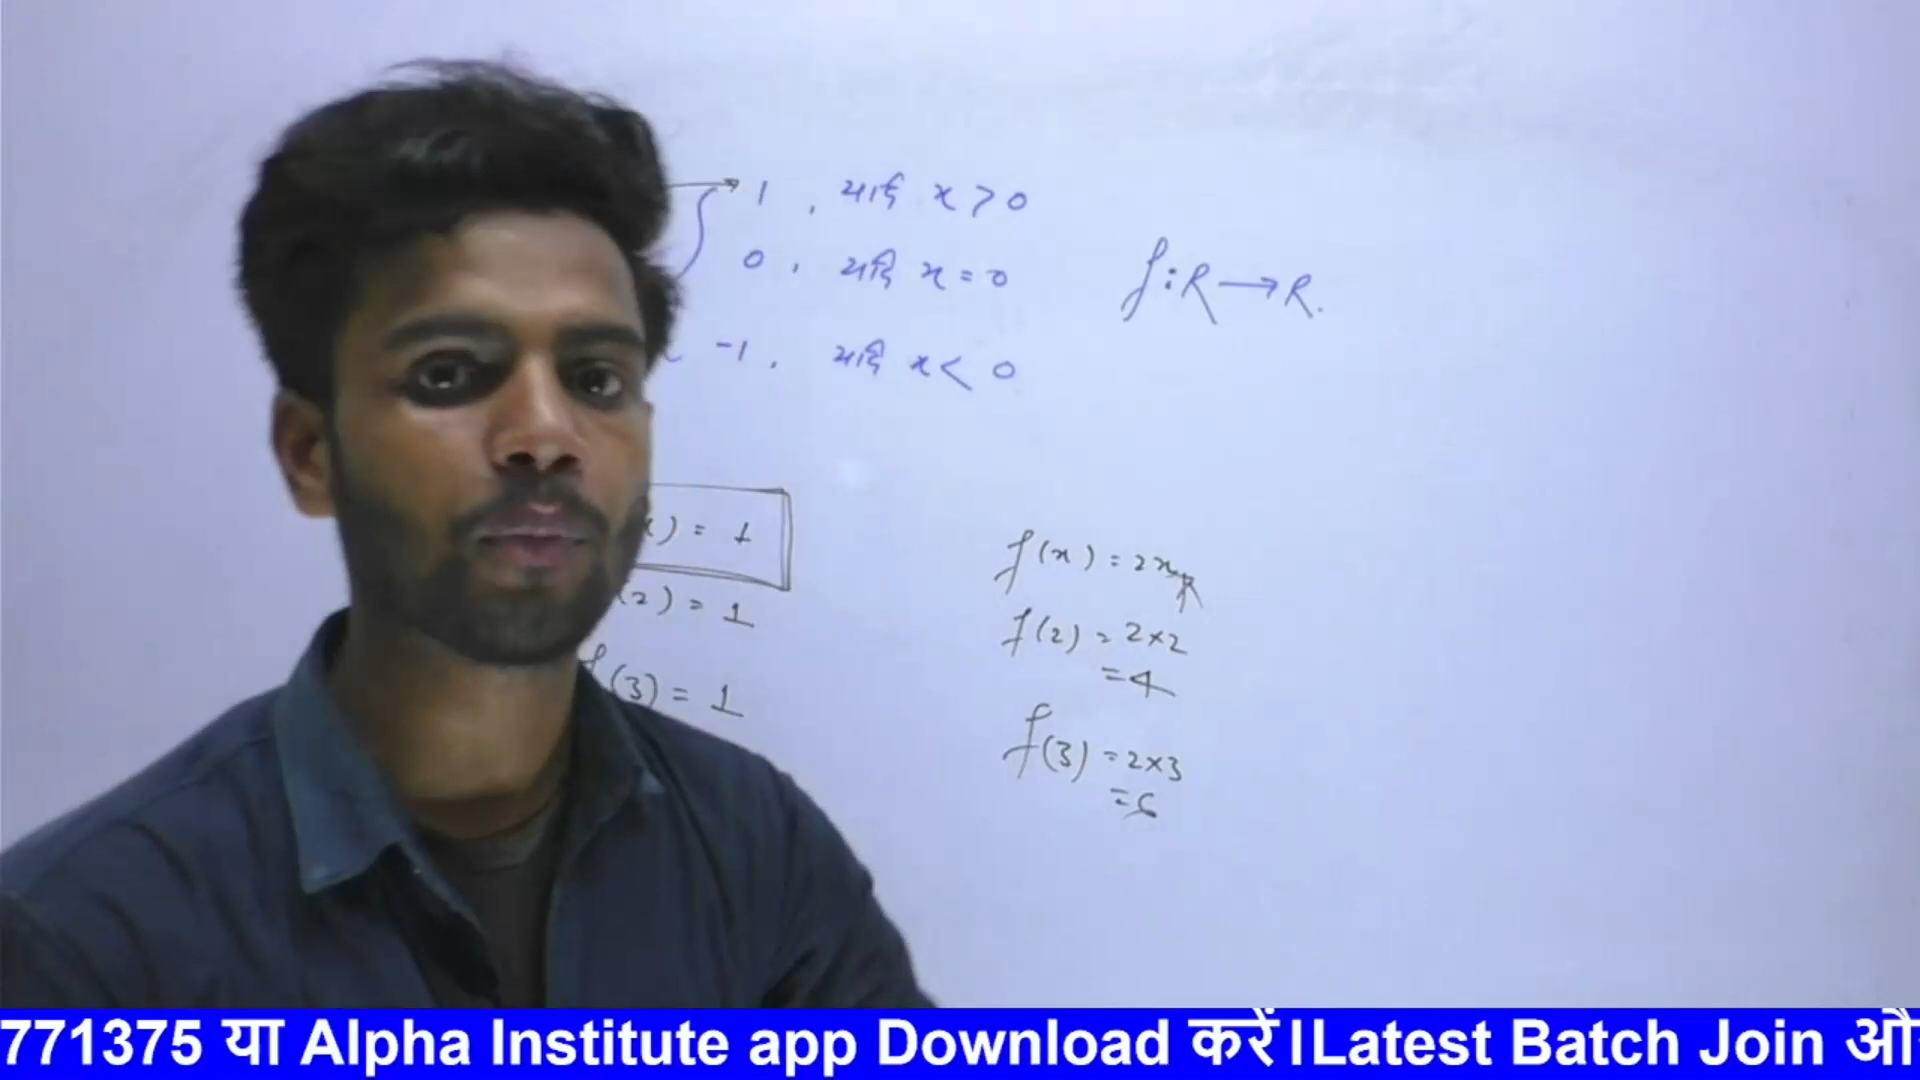 1 , यदि x > 0
0 , यदि x = 0
f : R → R.
-1 , यदि x < 0
x) = 1
(2) = 1
f(3) = 1
f(x) = 2x
f(2) = 2×2
= 4
f(3) = 2×3
= 6
771375 या Alpha Institute app Download करें।Latest Batch Join औ